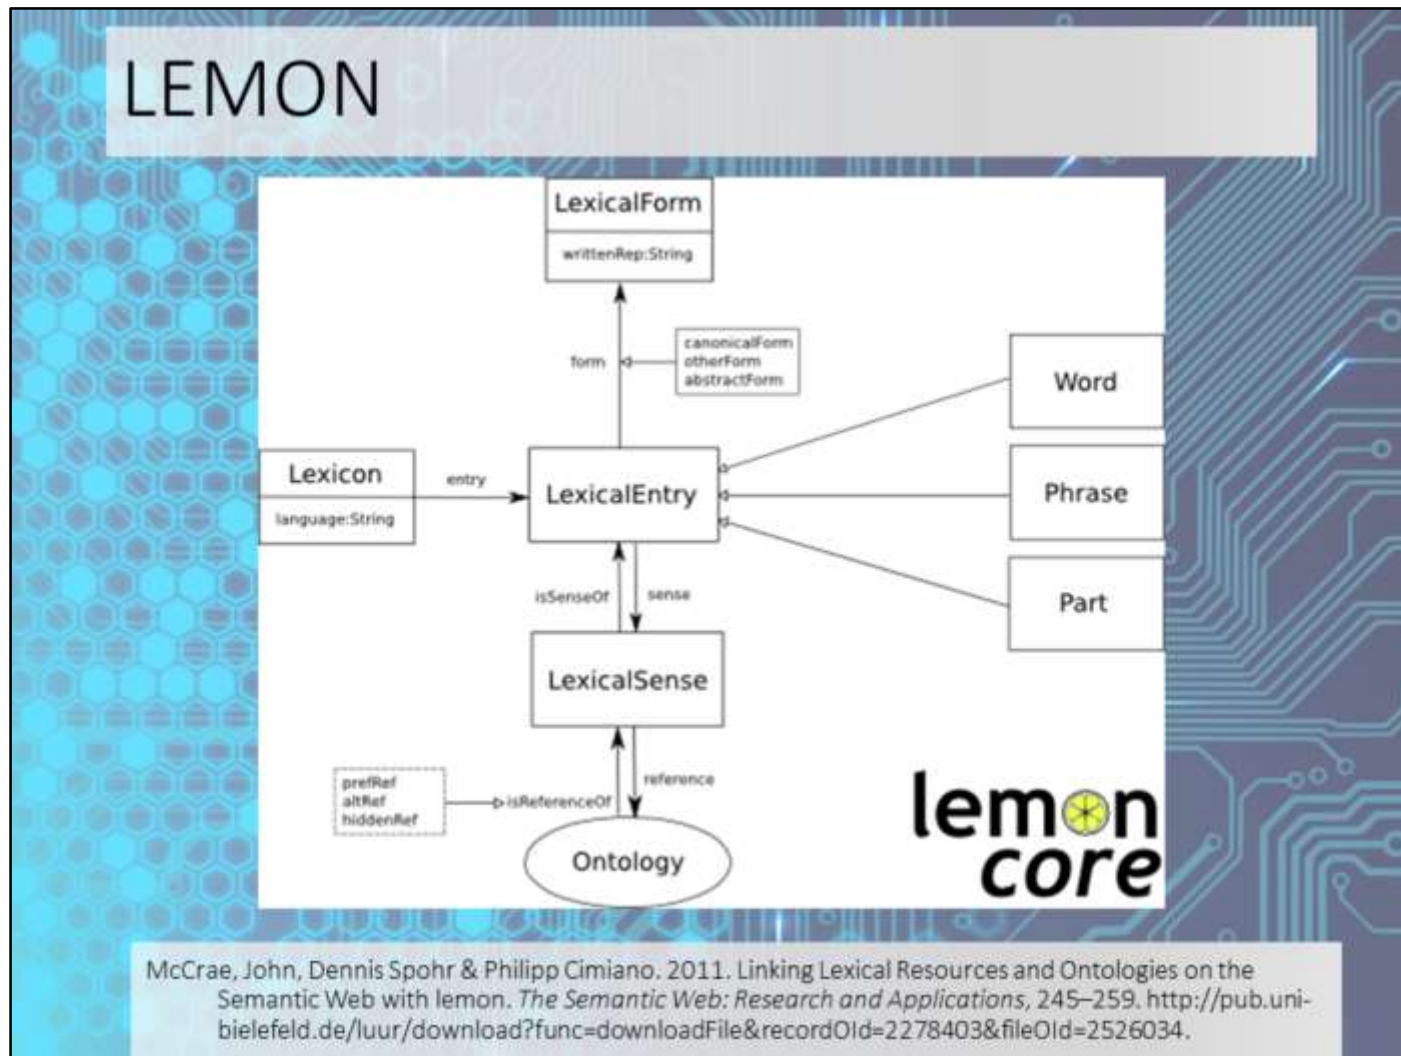 LEMON
LexicalForm
writtenRep:String
form
canonicalForm
otherForm
abstractForm
Word
Lexicon
language:String
entry
LexicalEntry
Phrase
isSenseOf
sense
Part
LexicalSense
prefRef
altRef
hiddenRef
isReferenceOf
reference
Ontology
lemon
core
McCrae, John, Dennis Spohr & Philipp Cimiano. 2011. Linking Lexical Resources and Ontologies on the
Semantic Web with lemon. The Semantic Web: Research and Applications, 245–259. http://pub.uni-
bielefeld.de/luur/download?func=downloadFile&recordOId=2278403&fileOId=2526034.